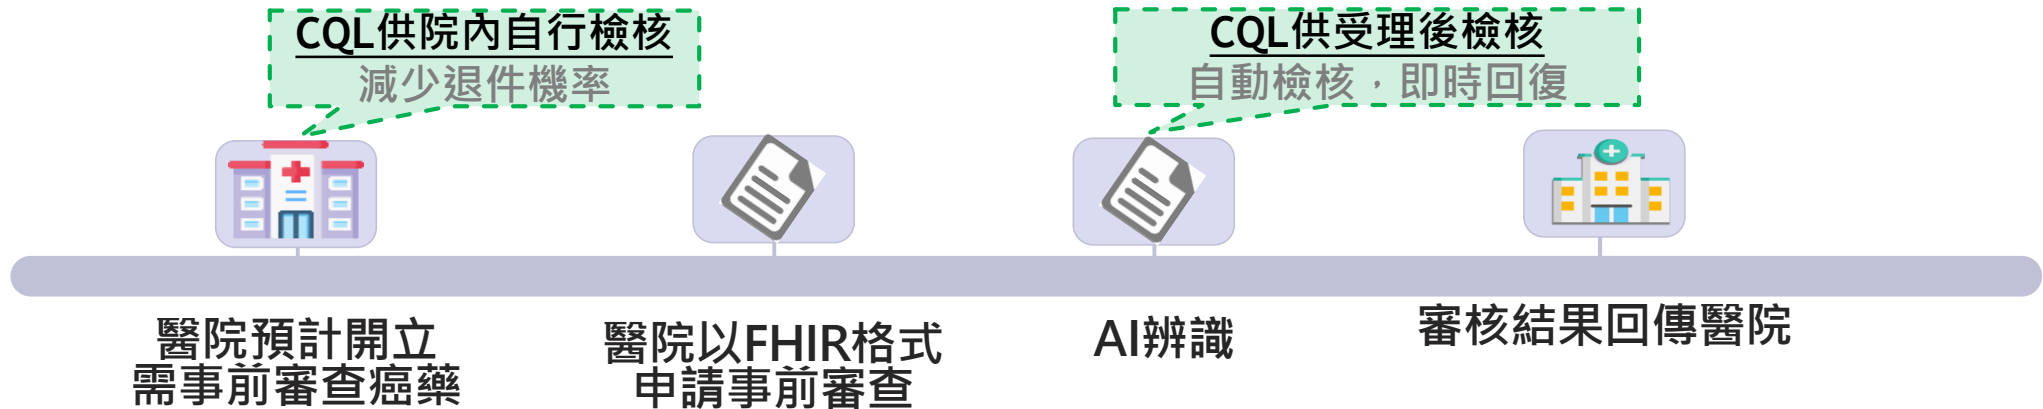 CQL供院內自行檢核
減少退件機率
CQL供受理後檢核
自動檢核，即時回復
醫院預計開立
需事前審查癌藥
醫院以FHIR格式
申請事前審查
AI辨識
審核結果回傳醫院